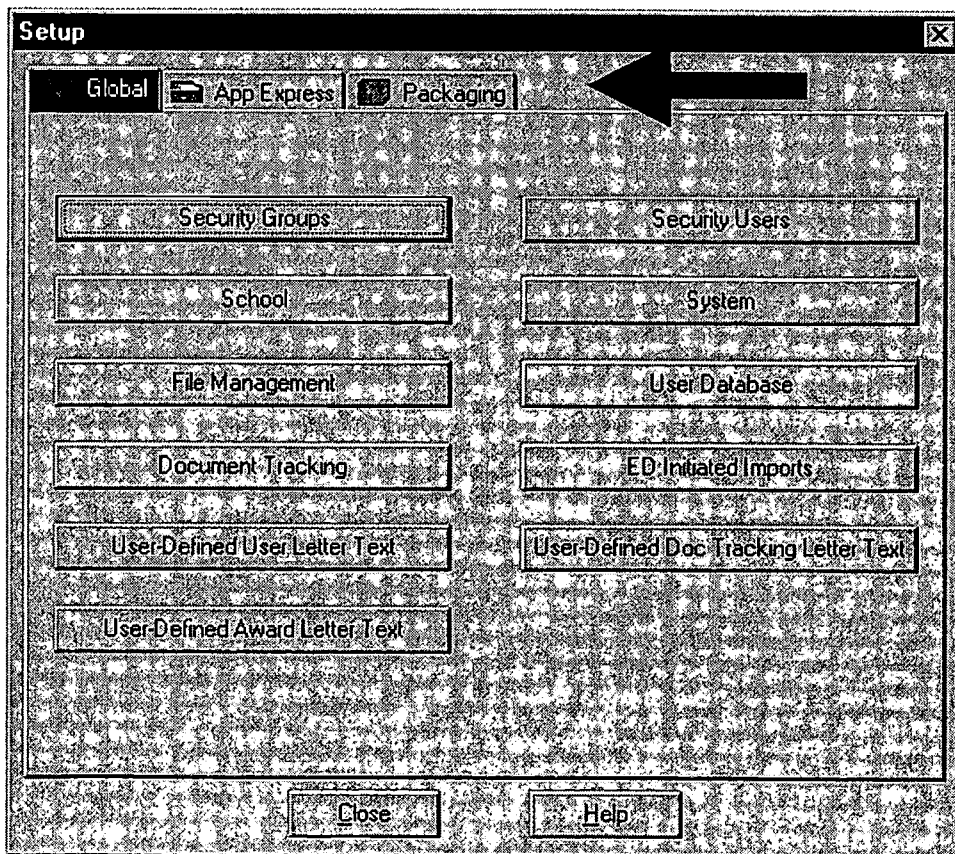 Setup
Global App Express Packaging
Security Groups Security Users
School System
File Management User Database
Document Tracking ED Initiated Imports
User-Defined User Letter Text User-Defined Doc Tracking Letter Text
User-Defined Award Letter Text
Close Help